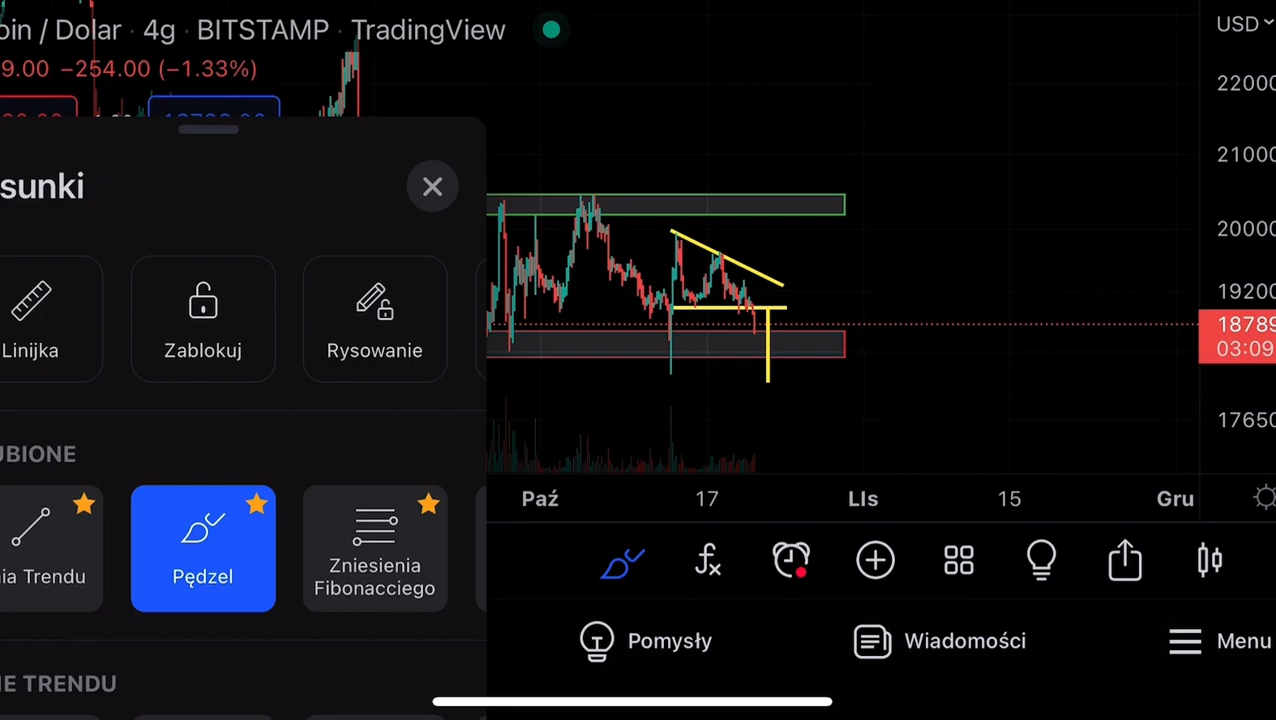 oin / Dolar · 4g · BITSTAMP · TradingView
9.00 −254.00 (−1.33%)
USD
22000
21000
20000
19200
18789
03:09
17650
sunki
Linijka
Zablokuj
Rysowanie
UBIONE
ia Trendu
Pędzel
Zniesienia
Fibonacciego
IE TRENDU
Paź 17 LIs 15 Gru
Pomysły
Wiadomości
Menu